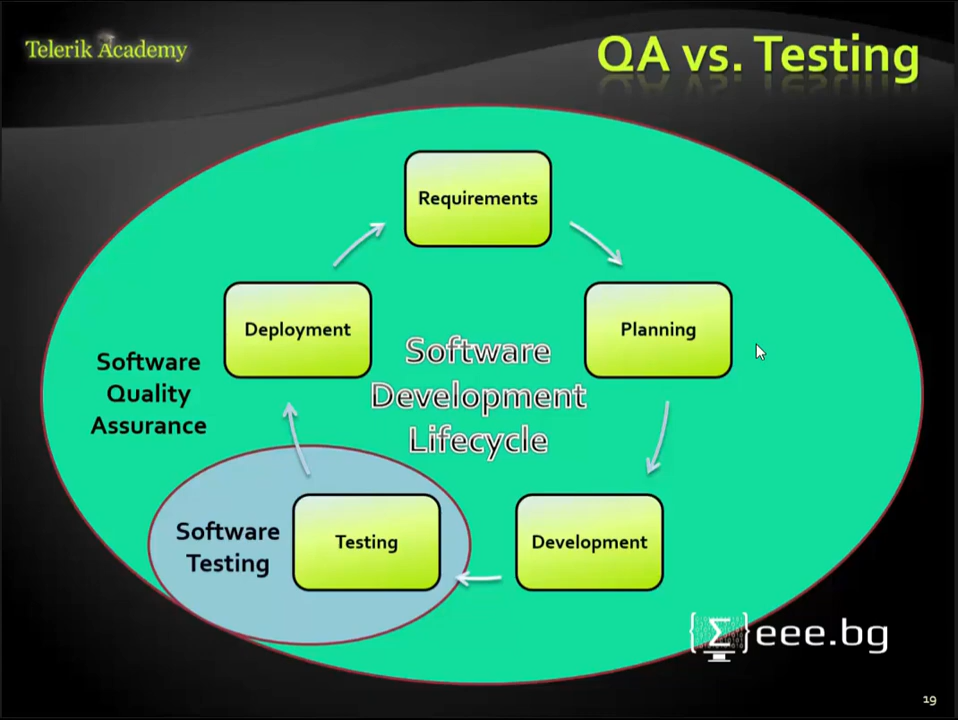 Telerik Academy
QA vs. Testing
Requirements
Deployment
Planning
Software
Development
Lifecycle
Software
Quality
Assurance
Software
Testing
Testing
Development
{Σ}eee.bg
19